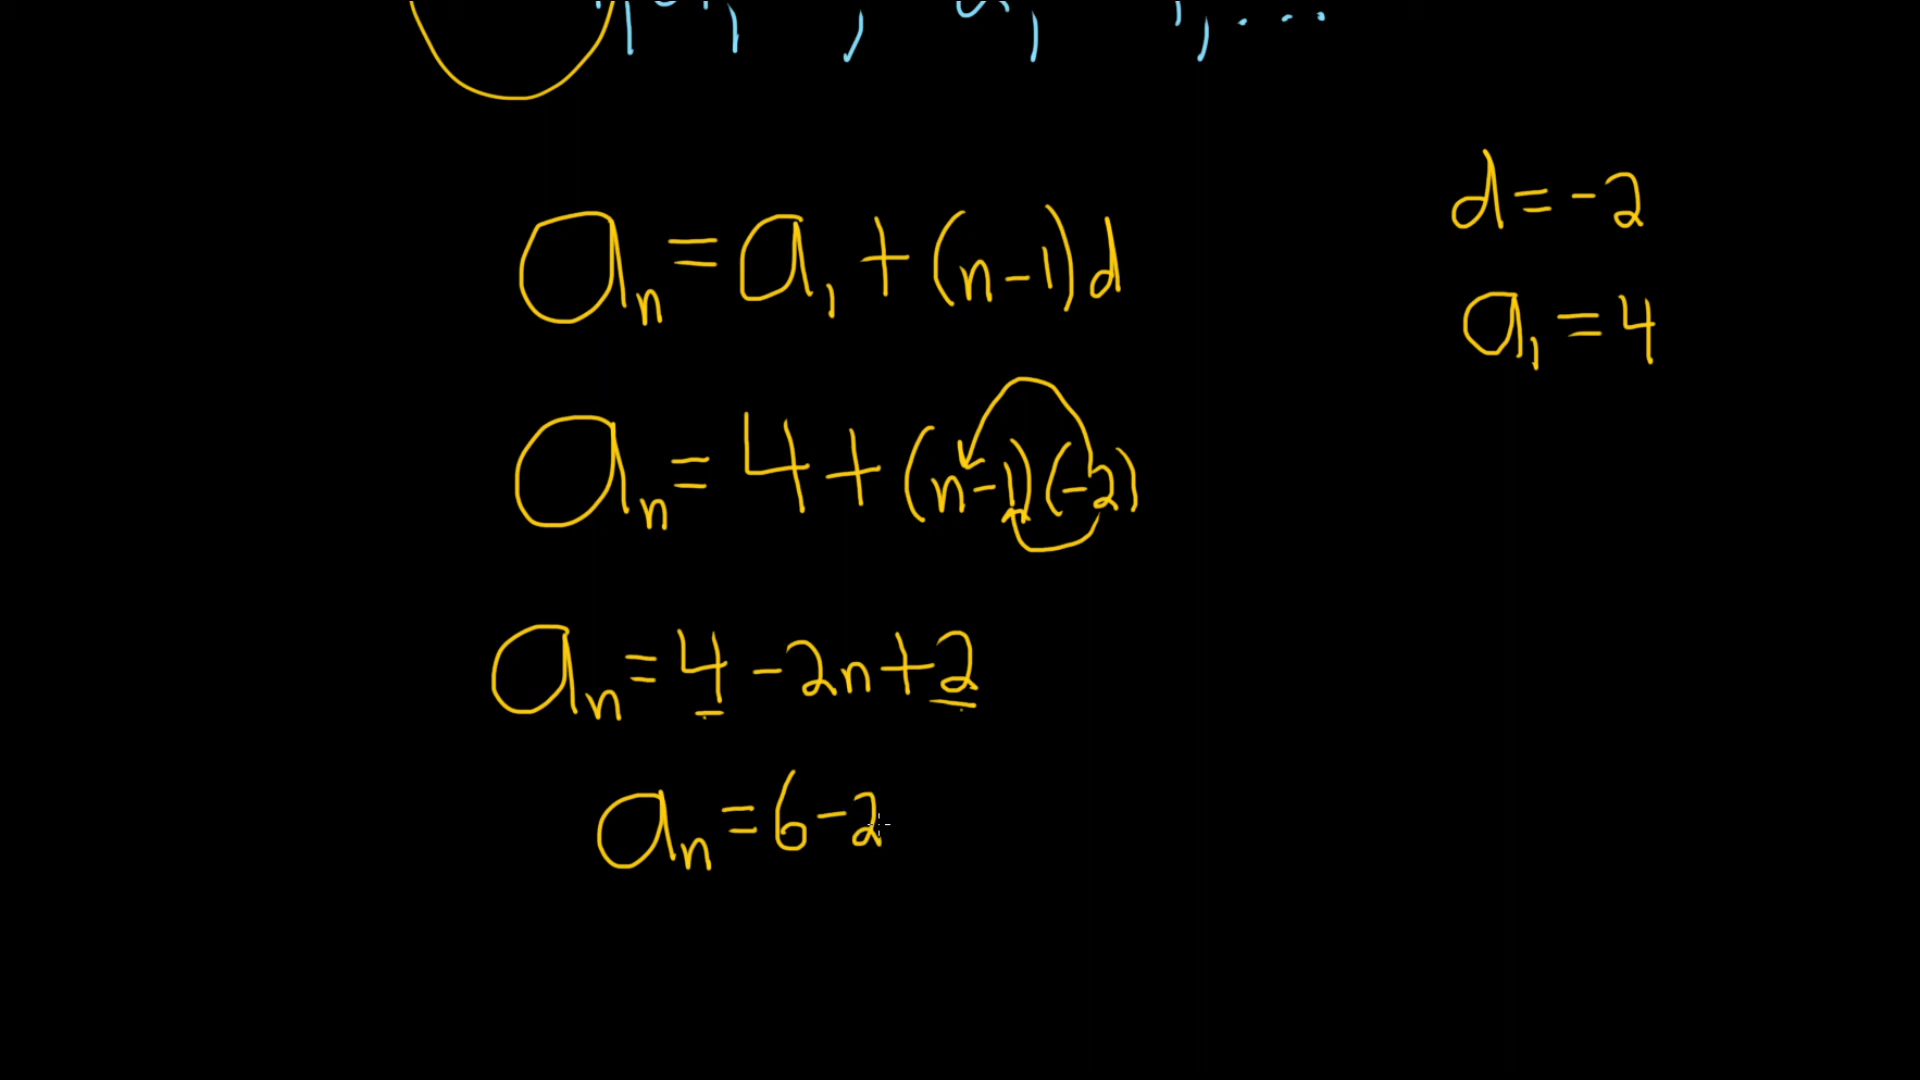 d = -2
aₙ = a₁ + (n-1)d
a₁ = 4
aₙ = 4 + (n-1)(-2)
aₙ = 4 - 2n + 2
aₙ = 6 - 2